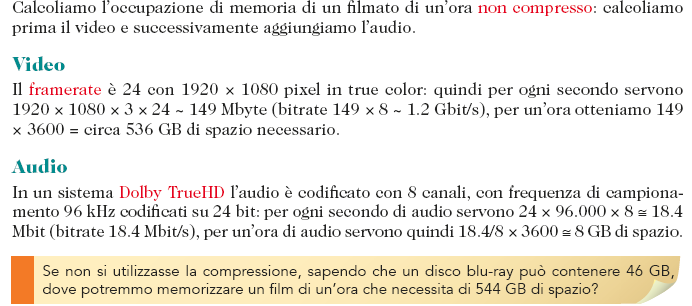 Calcoliamo l'occupazione di memoria di un filmato di un'ora non compresso: calcoliamo
prima il video e successivamente aggiungiamo l'audio.
Video
Il framerate è 24 con 1920 × 1080 pixel in true color: quindi per ogni secondo servono
1920 × 1080 × 3 × 24 ~ 149 Mbyte (bitrate 149 × 8 ~ 1.2 Gbit/s), per un'ora otteniamo 149
× 3600 = circa 536 GB di spazio necessario.
Audio
In un sistema Dolby TrueHD l'audio è codificato con 8 canali, con frequenza di campiona-
mento 96 kHz codificati su 24 bit: per ogni secondo di audio servono 24 × 96.000 × 8 ≅ 18.4
Mbit (bitrate 18.4 Mbit/s), per un'ora di audio servono quindi 18.4/8 × 3600 ≅ 8 GB di spazio.
Se non si utilizzasse la compressione, sapendo che un disco blu-ray può contenere 46 GB,
dove potremmo memorizzare un film di un'ora che necessita di 544 GB di spazio?